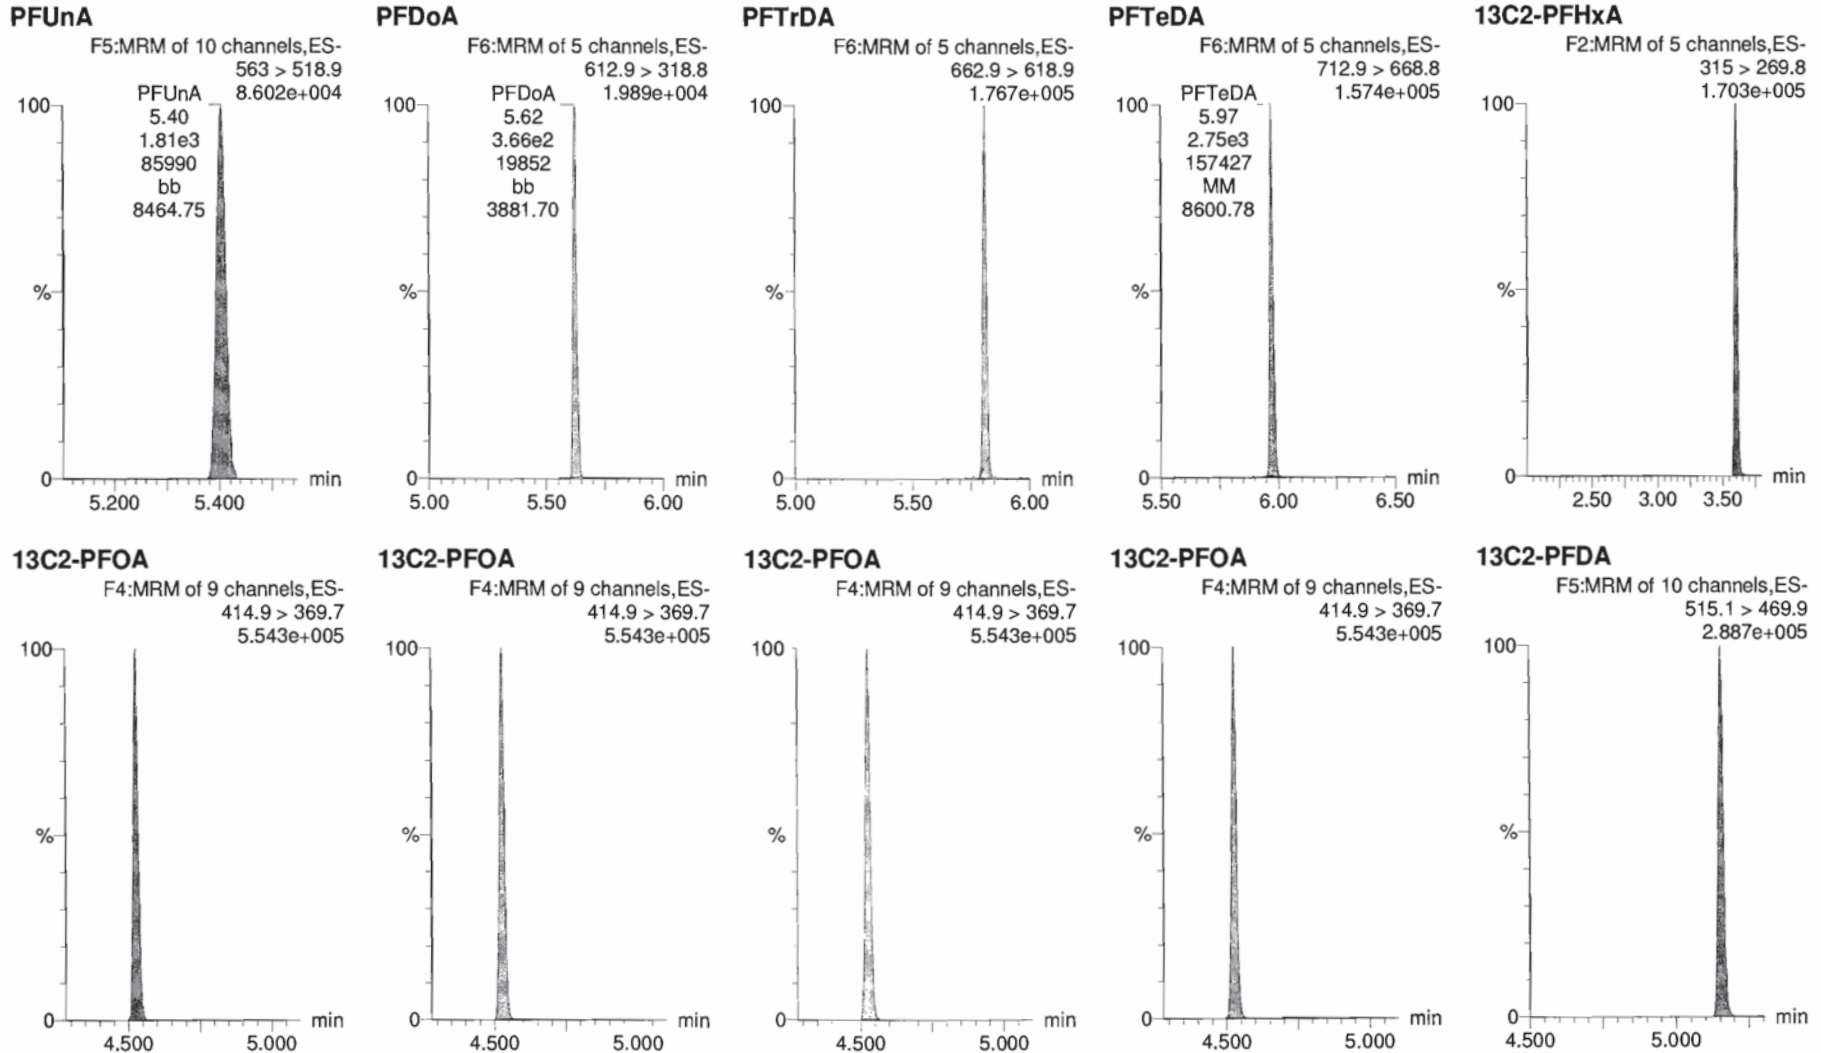 PFUnA
F5:MRM of 10 channels,ES-
563 > 518.9
8.602e+004
PFUnA
5.40
1.81e3
85990
bb
8464.75
100
%
0
min
5.200 5.400
PFDoA
F6:MRM of 5 channels,ES-
612.9 > 318.8
1.989e+004
PFDoA
5.62
3.66e2
19852
bb
3881.70
100
%
0
min
5.00 5.50 6.00
PFTrDA
F6:MRM of 5 channels,ES-
662.9 > 618.9
1.767e+005
100
%
0
min
5.00 5.50 6.00
PFTeDA
F6:MRM of 5 channels,ES-
712.9 > 668.8
1.574e+005
PFTeDA
5.97
2.75e3
157427
MM
8600.78
100
%
0
min
5.50 6.00 6.50
13C2-PFHxA
F2:MRM of 5 channels,ES-
315 > 269.8
1.703e+005
100
%
0
min
2.50 3.00 3.50
13C2-PFOA
F4:MRM of 9 channels,ES-
414.9 > 369.7
5.543e+005
100
%
0
min
4.500 5.000
13C2-PFOA
F4:MRM of 9 channels,ES-
414.9 > 369.7
5.543e+005
100
%
0
min
4.500 5.000
13C2-PFOA
F4:MRM of 9 channels,ES-
414.9 > 369.7
5.543e+005
100
%
0
min
4.500 5.000
13C2-PFOA
F4:MRM of 9 channels,ES-
414.9 > 369.7
5.543e+005
100
%
0
min
4.500 5.000
13C2-PFDA
F5:MRM of 10 channels,ES-
515.1 > 469.9
2.887e+005
100
%
0
min
4.500 5.000